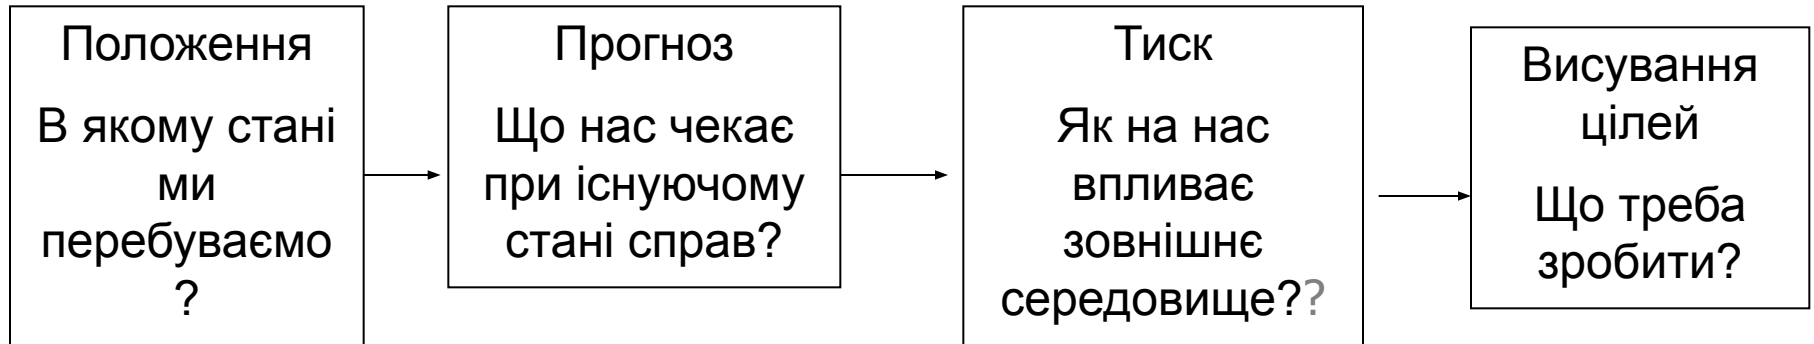 Положення
В якому стані
ми
перебуваємо
?
Прогноз
Що нас чекає
при існуючому
стані справ?
Тиск
Як на нас
впливає
зовнішнє
середовище??
Висування
цілей
Що треба
зробити?